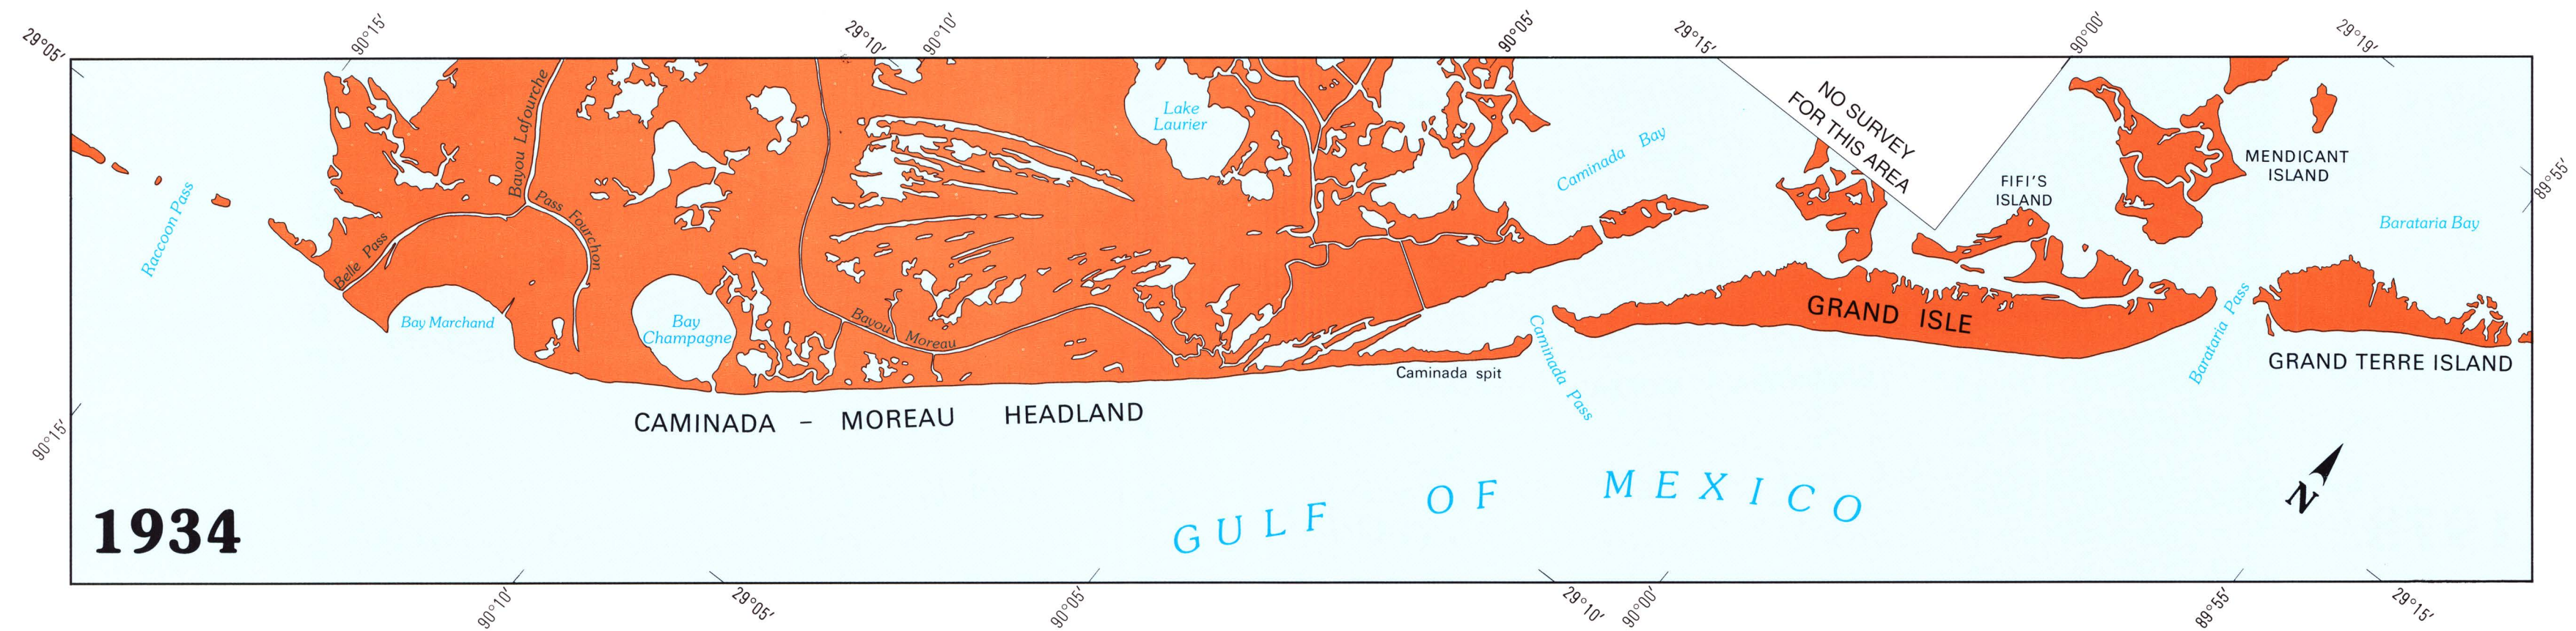 29°05′
90°15′
29°10′
90°10′
90°05′
29°15′
90°00′
29°19′
89°55′
Raccoon Pass
Bayou Lafourche
Belle Pass
Pass Fourchon
Bay Marchand
Bay
Champagne
Bayou Moreau
Lake
Laurier
Caminada Bay
NO SURVEY
FOR THIS AREA
FIFI'S
ISLAND
MENDICANT
ISLAND
Barataria Bay
GRAND ISLE
Barataria Pass
GRAND TERRE ISLAND
Caminada spit
Caminada Pass
CAMINADA – MOREAU HEADLAND
GULF OF MEXICO
N
1934
90°15′
90°10′
29°05′
90°05′
29°10′
90°00′
89°55′
29°15′